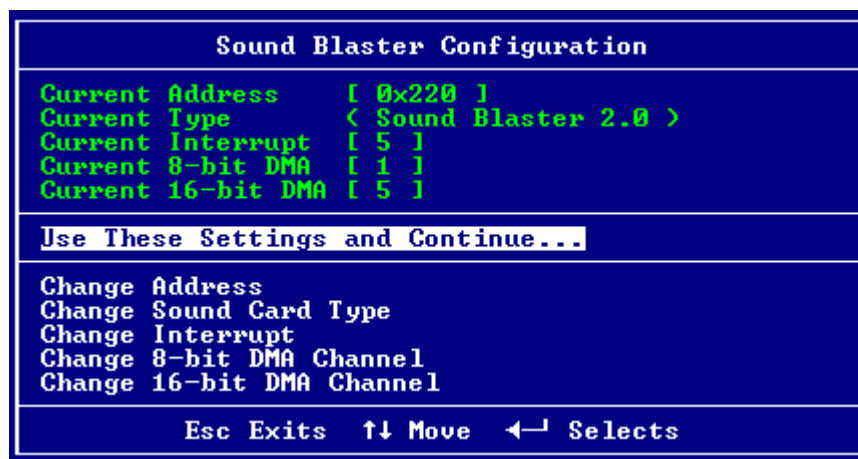 Sound Blaster Configuration
Current Address [ 0x220 ]
Current Type < Sound Blaster 2.0 >
Current Interrupt [ 5 ]
Current 8-bit DMA [ 1 ]
Current 16-bit DMA [ 5 ]
Use These Settings and Continue...
Change Address
Change Sound Card Type
Change Interrupt
Change 8-bit DMA Channel
Change 16-bit DMA Channel
Esc Exits ↑↓ Move ◄─┘ Selects